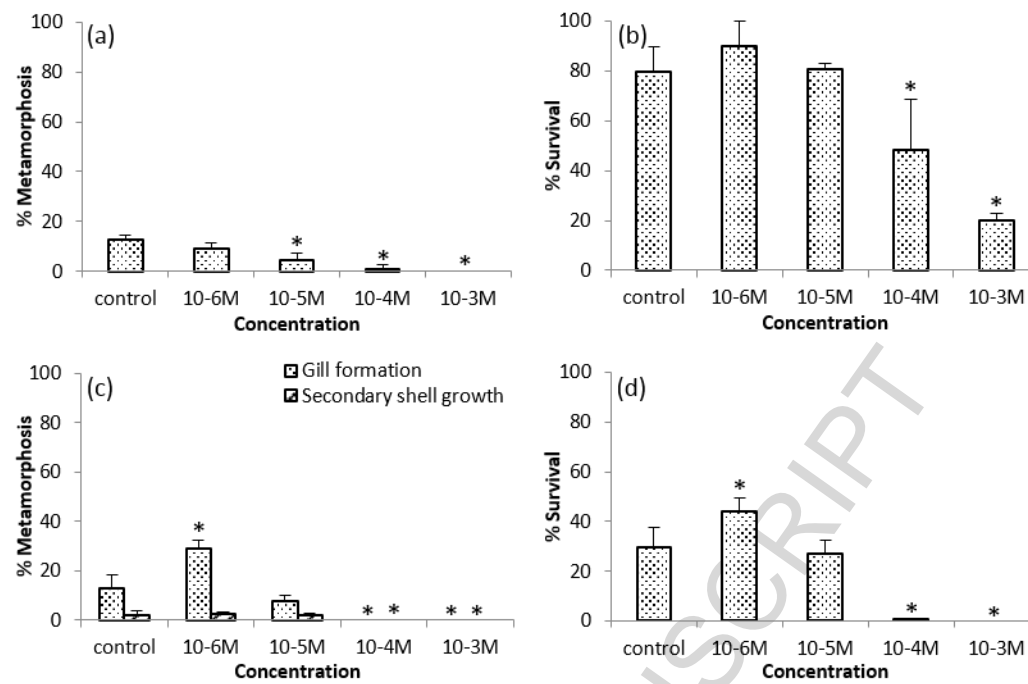 (a)
% Metamorphosis
100
80
60
40
20
0
* * *
control 10-6M 10-5M 10-4M 10-3M
Concentration
(b)
% Survival
100
80
60
40
20
0
* *
control 10-6M 10-5M 10-4M 10-3M
Concentration
(c)
% Metamorphosis
100
80
60
40
20
0
Gill formation
Secondary shell growth
* * * * *
control 10-6M 10-5M 10-4M 10-3M
Concentration
(d)
% Survival
100
80
60
40
20
0
* * *
control 10-6M 10-5M 10-4M 10-3M
Concentration
NUSCRIPT